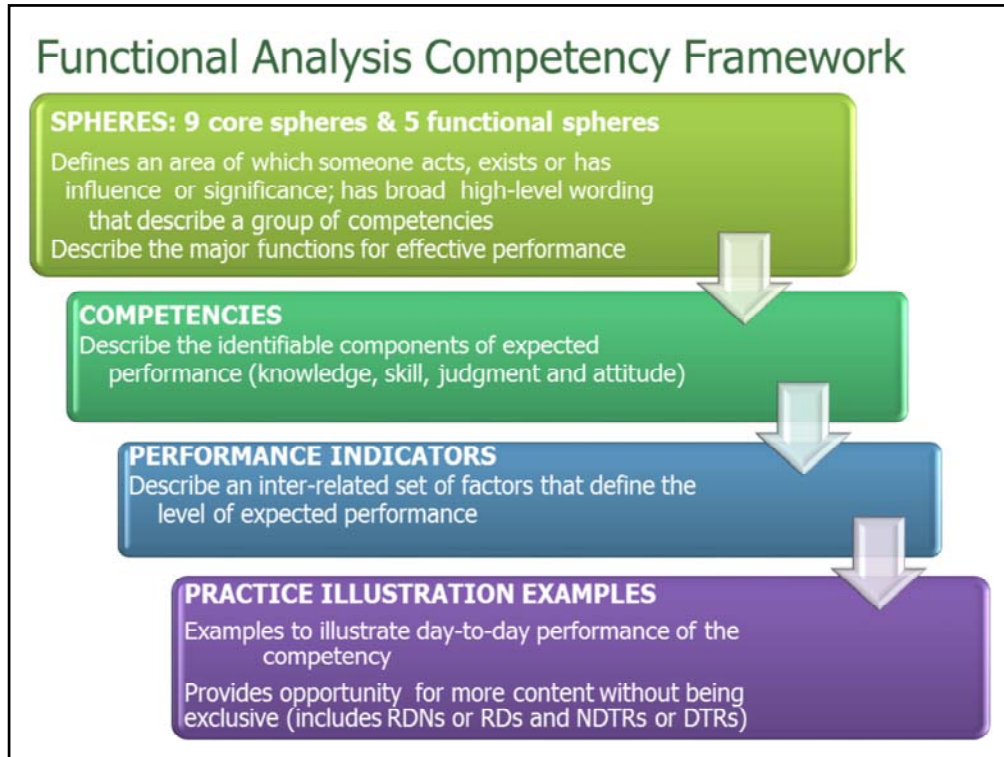 Functional Analysis Competency Framework
SPHERES: 9 core spheres & 5 functional spheres
Defines an area of which someone acts, exists or has
influence or significance; has broad high-level wording
that describe a group of competencies
Describe the major functions for effective performance
COMPETENCIES
Describe the identifiable components of expected
performance (knowledge, skill, judgment and attitude)
PERFORMANCE INDICATORS
Describe an inter-related set of factors that define the
level of expected performance
PRACTICE ILLUSTRATION EXAMPLES
Examples to illustrate day-to-day performance of the
competency
Provides opportunity for more content without being
exclusive (includes RDNs or RDs and NDTRs or DTRs)